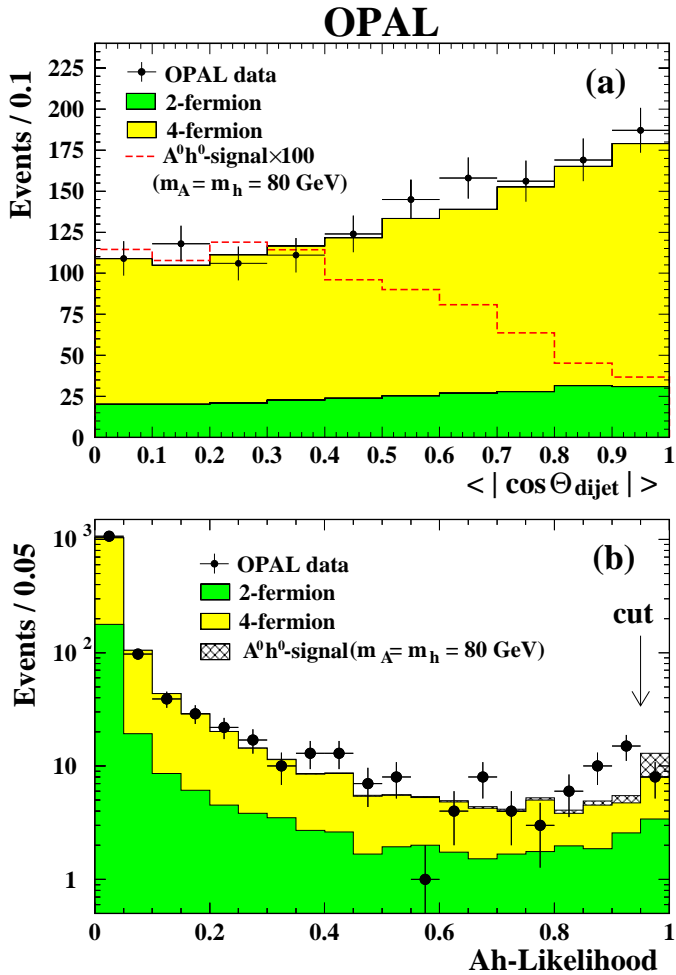 OPAL
Events / 0.1
225
200
175
150
125
100
75
50
25
0
(a)
OPAL data
2-fermion
4-fermion
A⁰h⁰-signal×100
(m_A = m_h = 80 GeV)
0 0.1 0.2 0.3 0.4 0.5 0.6 0.7 0.8 0.9 1
< | cos Θ_dijet | >
Events / 0.05
10³
10²
10
1
(b)
OPAL data
2-fermion
4-fermion
A⁰h⁰-signal (m_A = m_h = 80 GeV)
cut
0 0.2 0.4 0.6 0.8 1
Ah-Likelihood